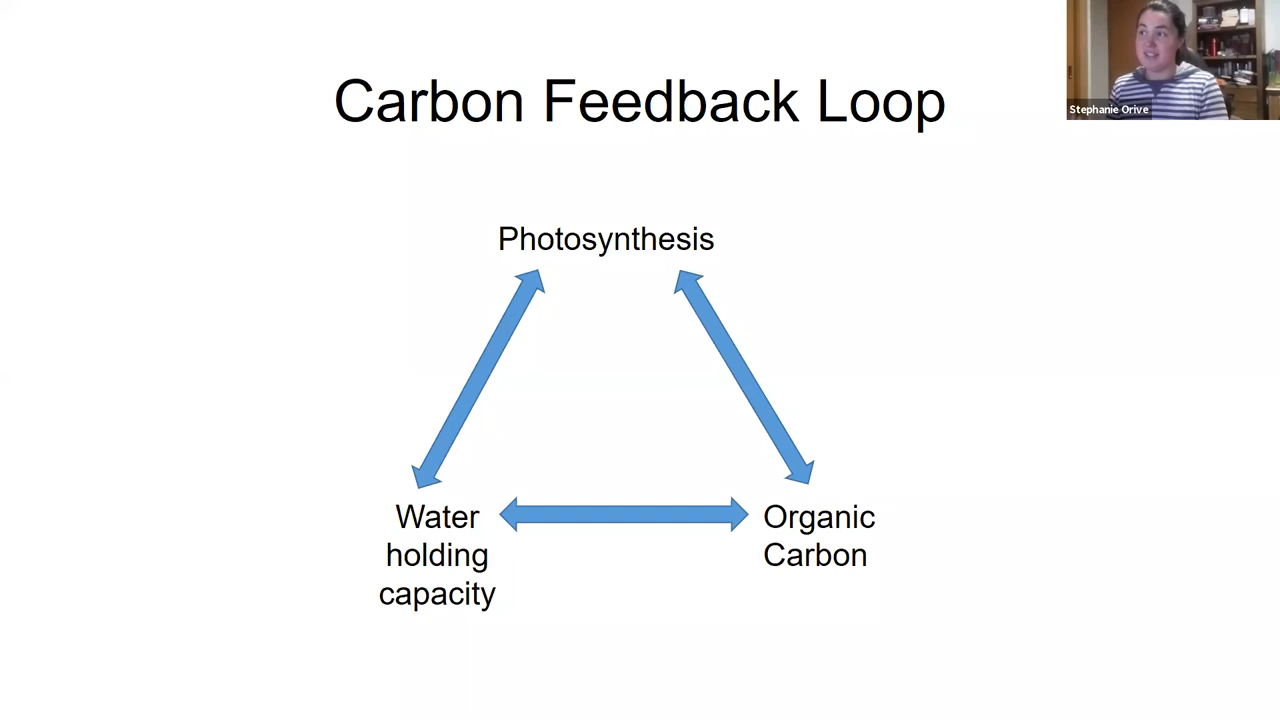 Carbon Feedback Loop
Stephanie Orive
Photosynthesis
Water
holding
capacity
Organic
Carbon